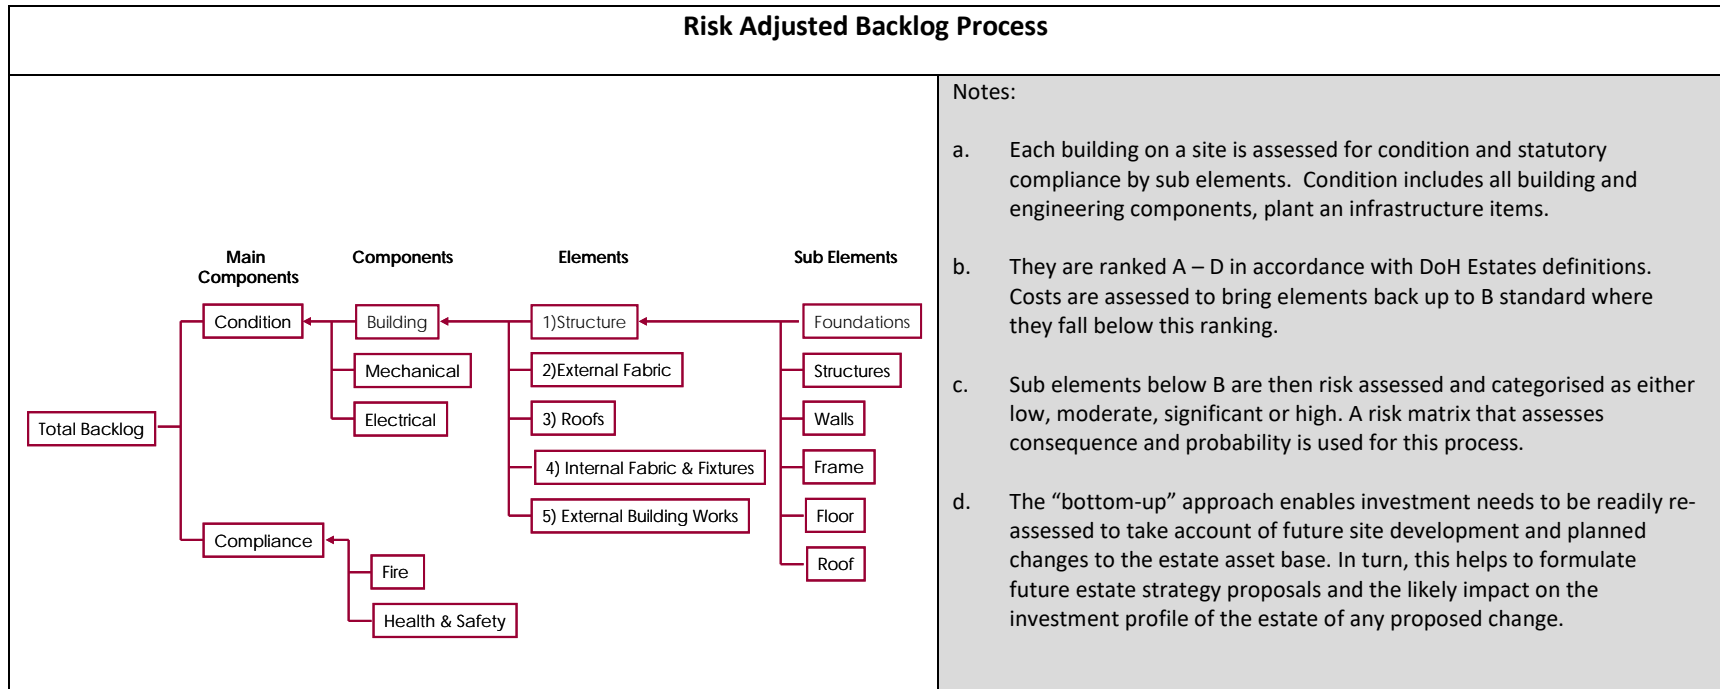 Risk Adjusted Backlog Process
Main
Components
Components
Elements
Sub Elements
Total Backlog
Condition
Compliance
Building
Mechanical
Electrical
Fire
Health & Safety
1)Structure
2)External Fabric
3) Roofs
4) Internal Fabric & Fixtures
5) External Building Works
Foundations
Structures
Walls
Frame
Floor
Roof
Notes:
a. Each building on a site is assessed for condition and statutory
compliance by sub elements. Condition includes all building and
engineering components, plant an infrastructure items.
b. They are ranked A – D in accordance with DoH Estates definitions.
Costs are assessed to bring elements back up to B standard where
they fall below this ranking.
c. Sub elements below B are then risk assessed and categorised as either
low, moderate, significant or high. A risk matrix that assesses
consequence and probability is used for this process.
d. The “bottom-up” approach enables investment needs to be readily re-
assessed to take account of future site development and planned
changes to the estate asset base. In turn, this helps to formulate
future estate strategy proposals and the likely impact on the
investment profile of the estate of any proposed change.